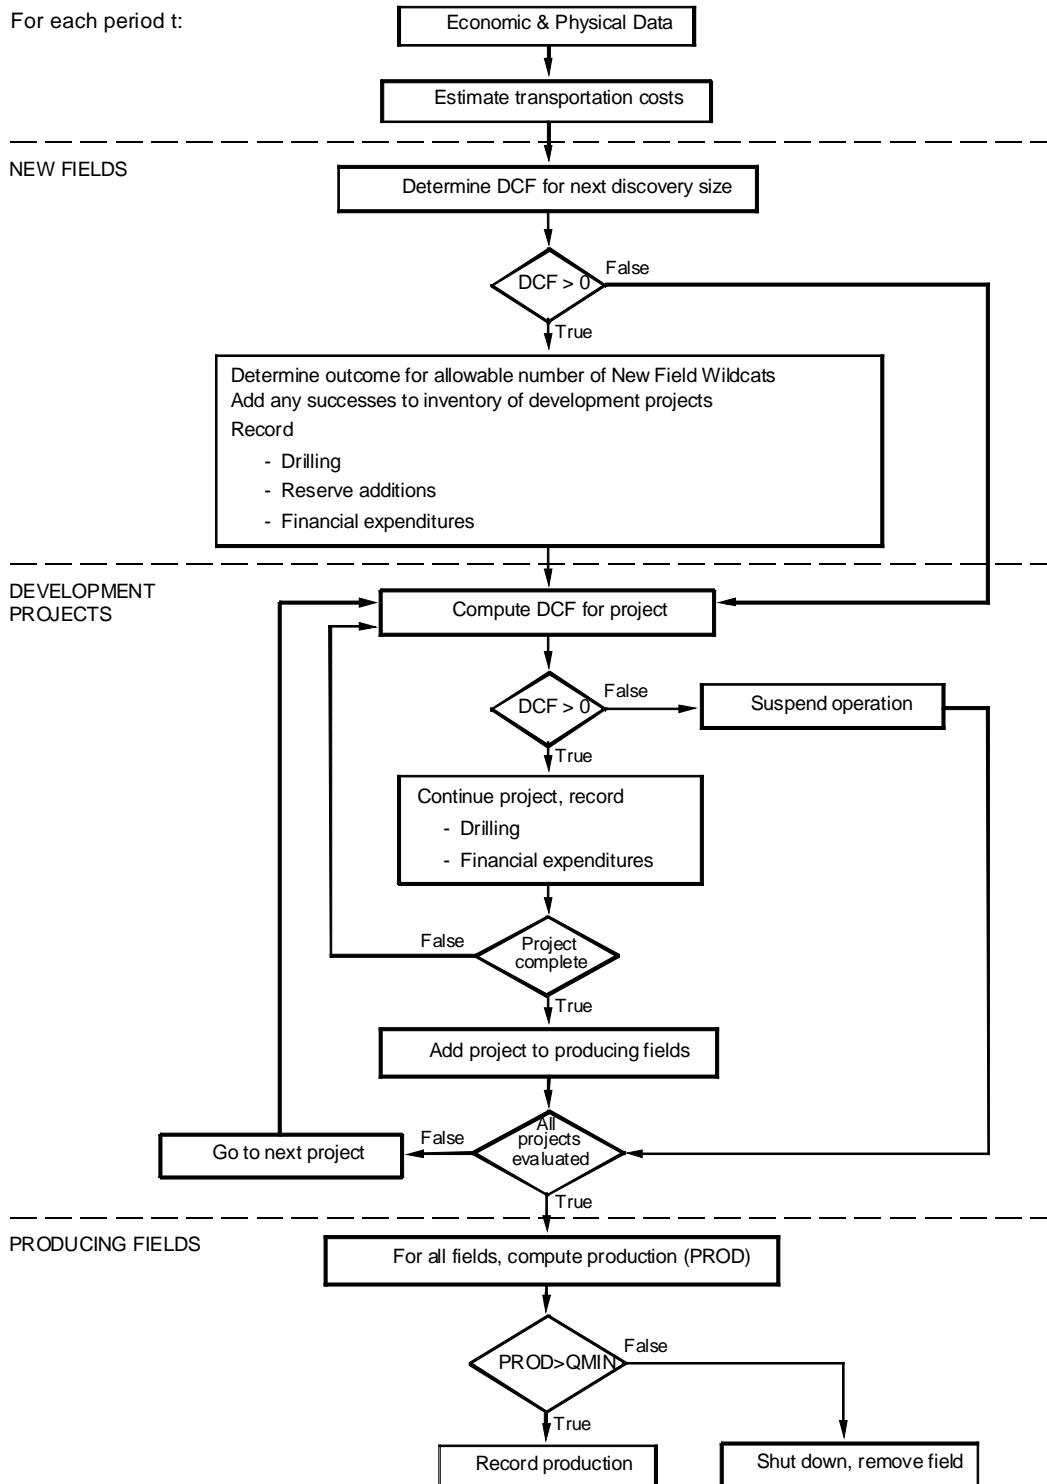 For each period t:
Economic & Physical Data
Estimate transportation costs
NEW FIELDS
Determine DCF for next discovery size
DCF > 0
False
True
Determine outcome for allowable number of New Field Wildcats
Add any successes to inventory of development projects
Record
- Drilling
- Reserve additions
- Financial expenditures
DEVELOPMENT
PROJECTS
Compute DCF for project
DCF > 0
False
Suspend operation
True
Continue project, record
- Drilling
- Financial expenditures
False
Project
complete
True
Add project to producing fields
All
projects
evaluated
False
Go to next project
True
PRODUCING FIELDS
For all fields, compute production (PROD)
PROD>QMIN
False
True
Record production
Shut down, remove field